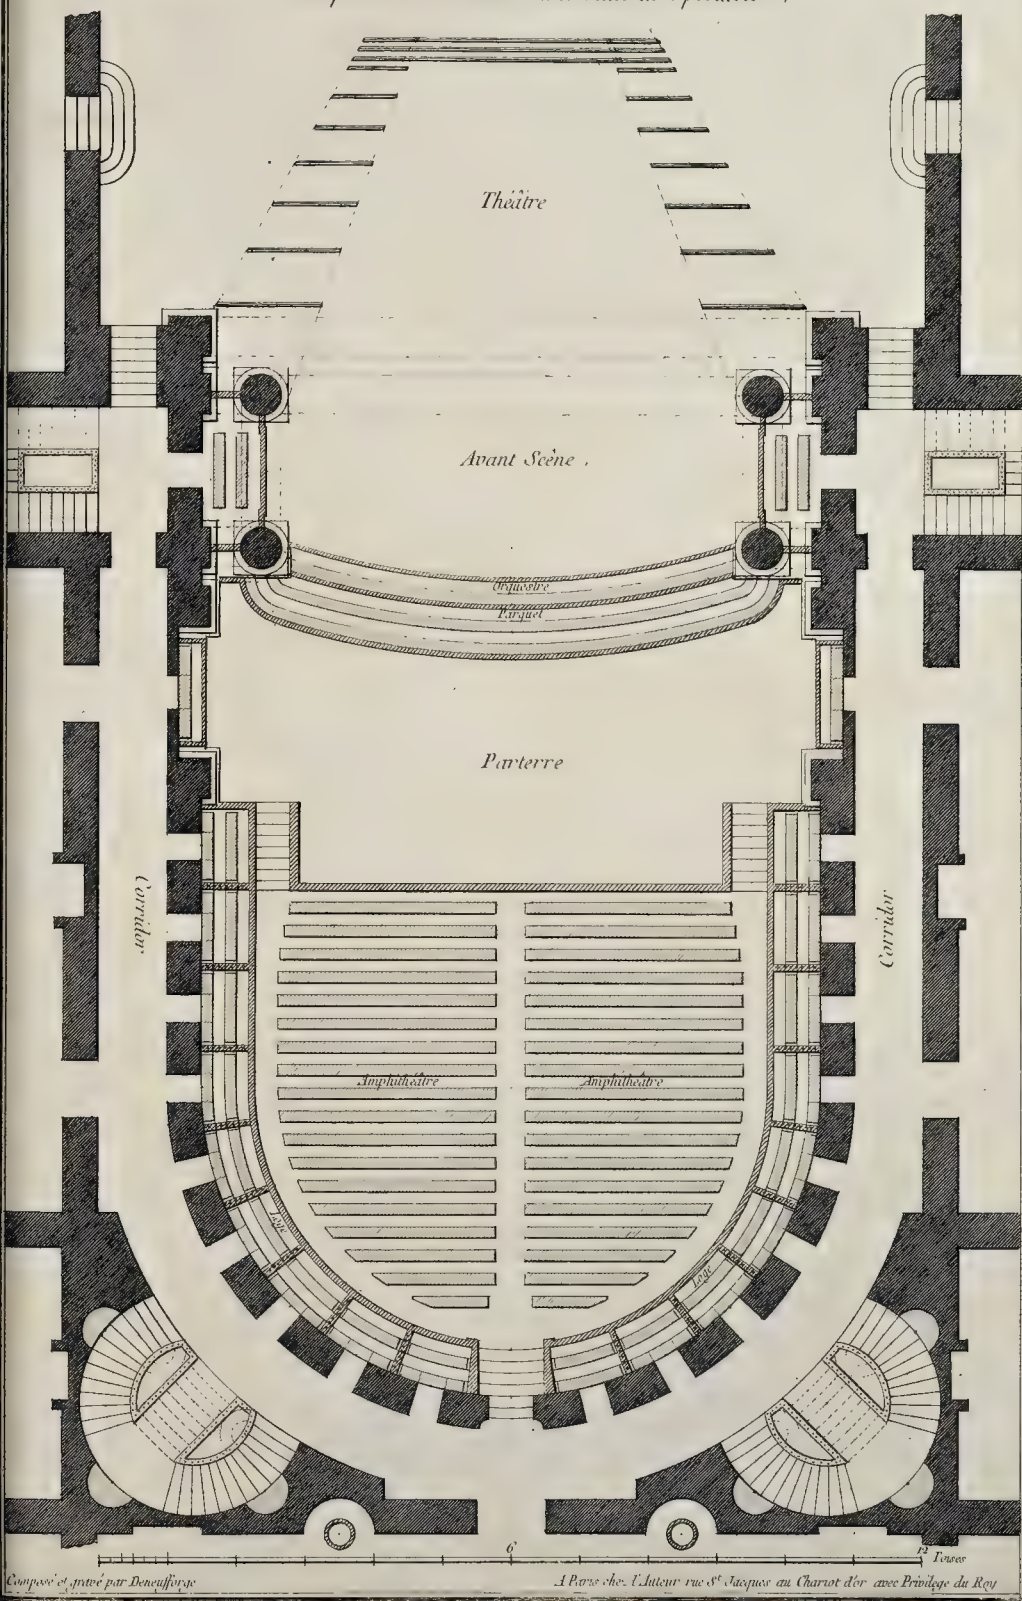 Théâtre
Avant Scène.
Orquestre
Parquet
Parterre
Corridor
Corridor
Amphithéâtre
Amphithéâtre
Loge
Loge
6
12
Toises
Composé et gravé par Deneufforge
A Paris chez l'Auteur rue St Jacques au Chariot d'or avec Privilege du Roy